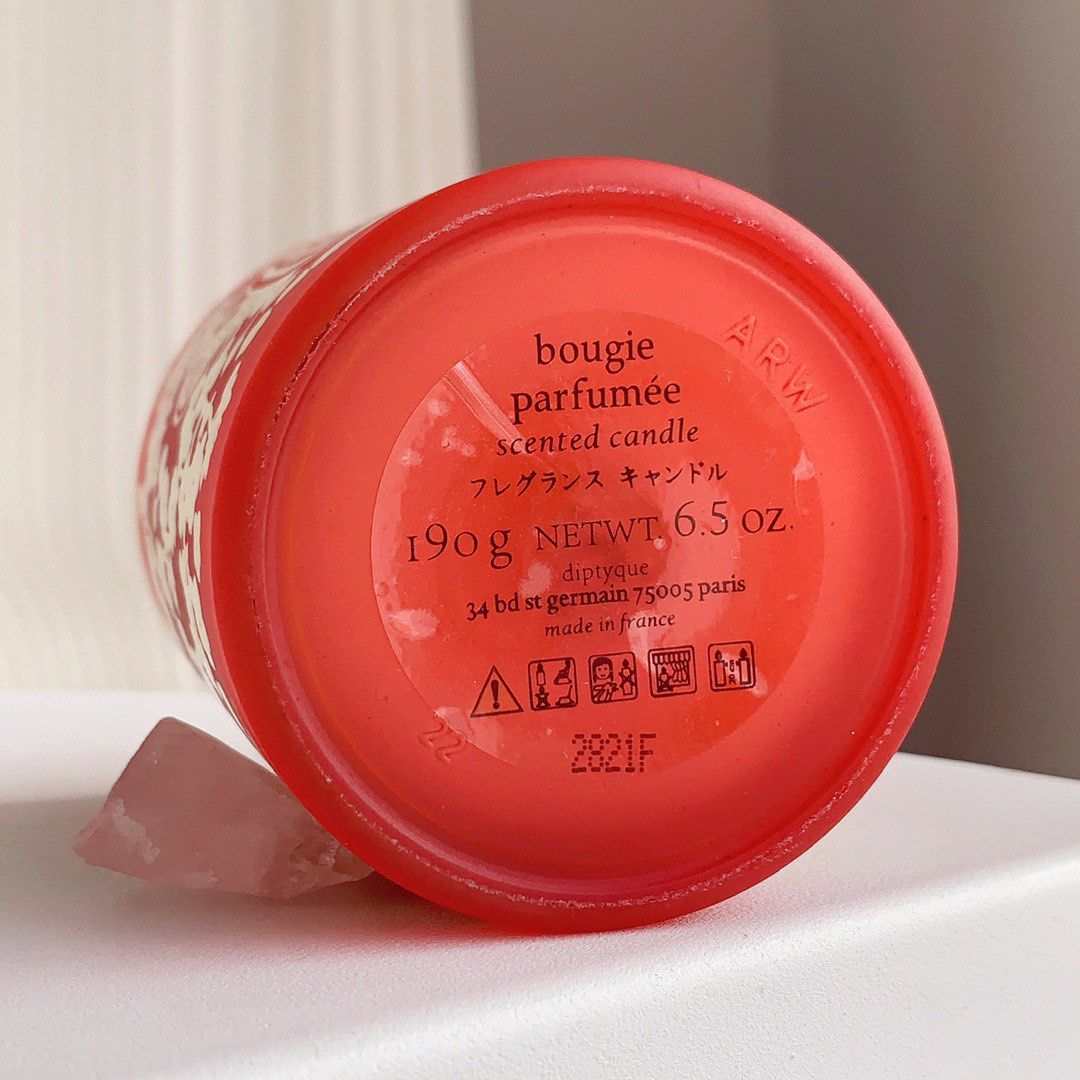 ARW
bougie
parfumée
scented candle
フレグランス キャンドル
190 g NETWT. 6.5 oz.
diptyque
34 bd st germain 75005 paris
made in france
22
2821F